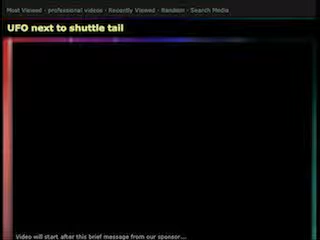 Most Viewed - professional videos - Recently Viewed - Random - Search Media
UFO next to shuttle tail
Video will start after this brief message from our sponsor...